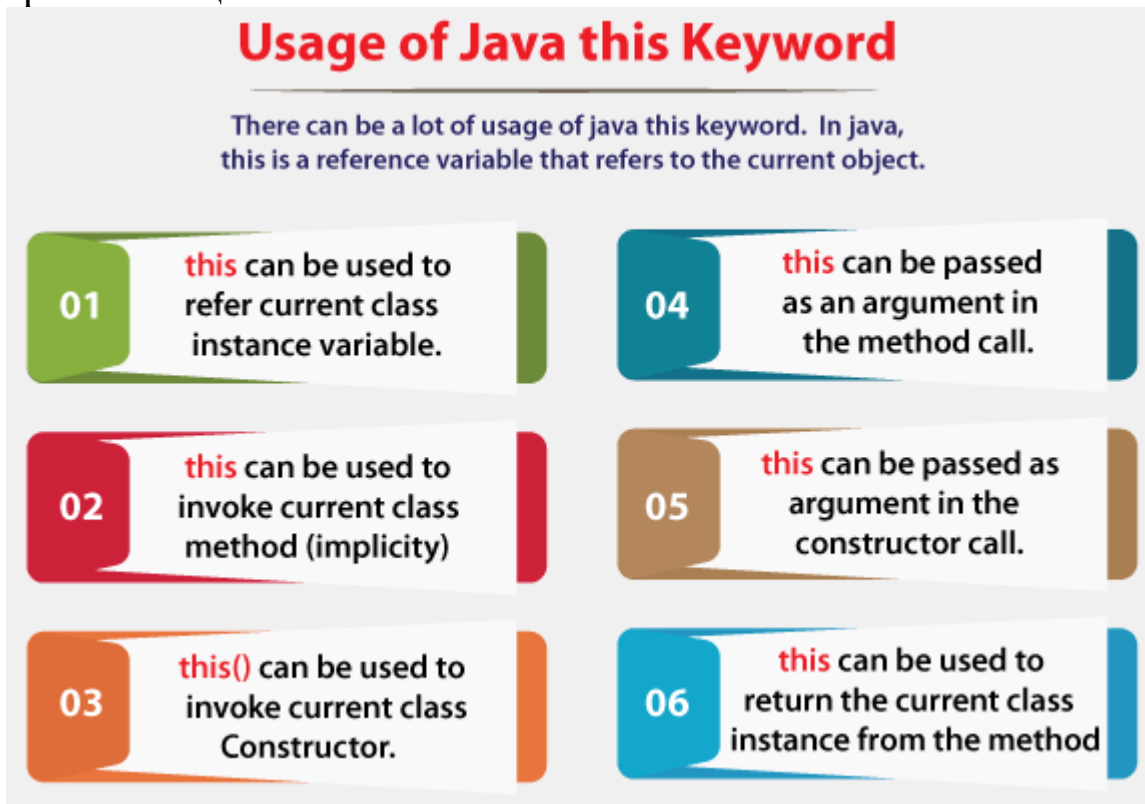 Usage of Java this Keyword
There can be a lot of usage of java this keyword. In java,
this is a reference variable that refers to the current object.
01
this can be used to
refer current class
instance variable.
02
this can be used to
invoke current class
method (implicity)
03
this() can be used to
invoke current class
Constructor.
04
this can be passed
as an argument in
the method call.
05
this can be passed as
argument in the
constructor call.
06
this can be used to
return the current class
instance from the method